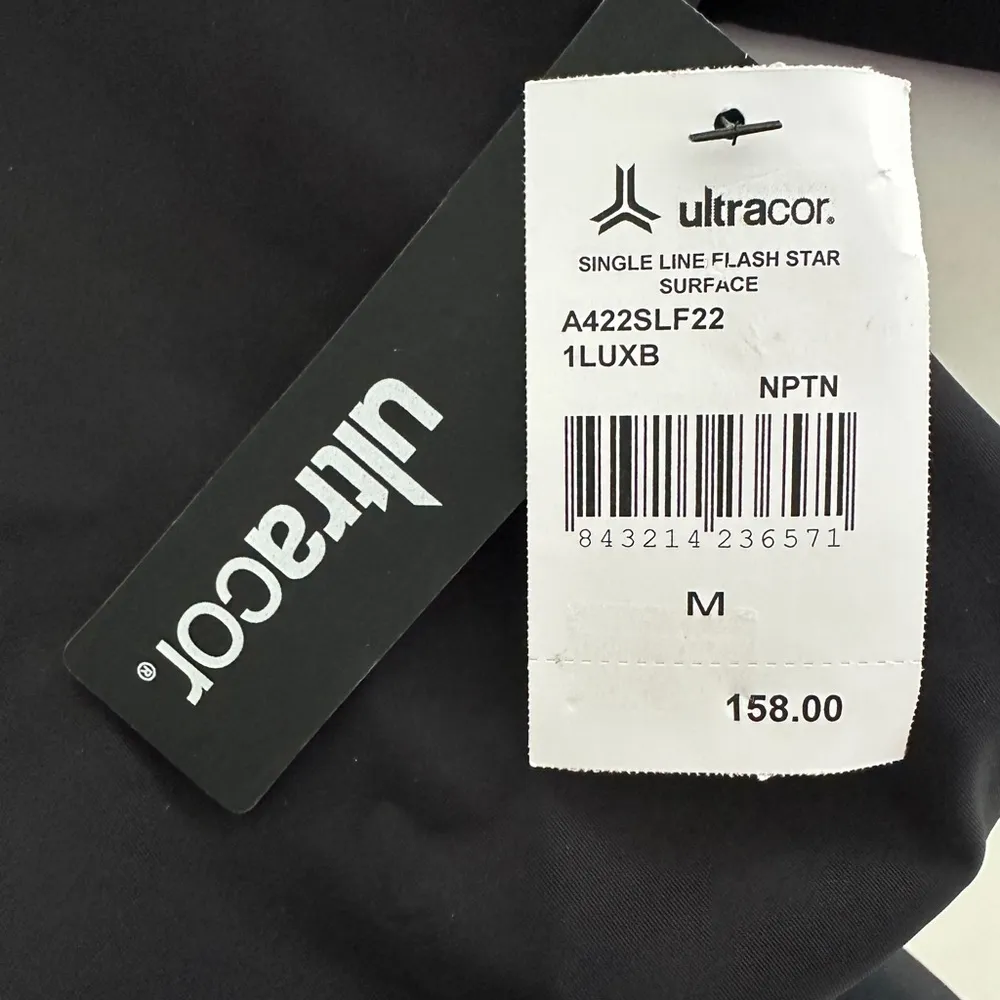 ultracor.
SINGLE LINE FLASH STAR
SURFACE
A422SLF22
1LUXB
NPTN
843214 236571
M
158.00
ultracor®